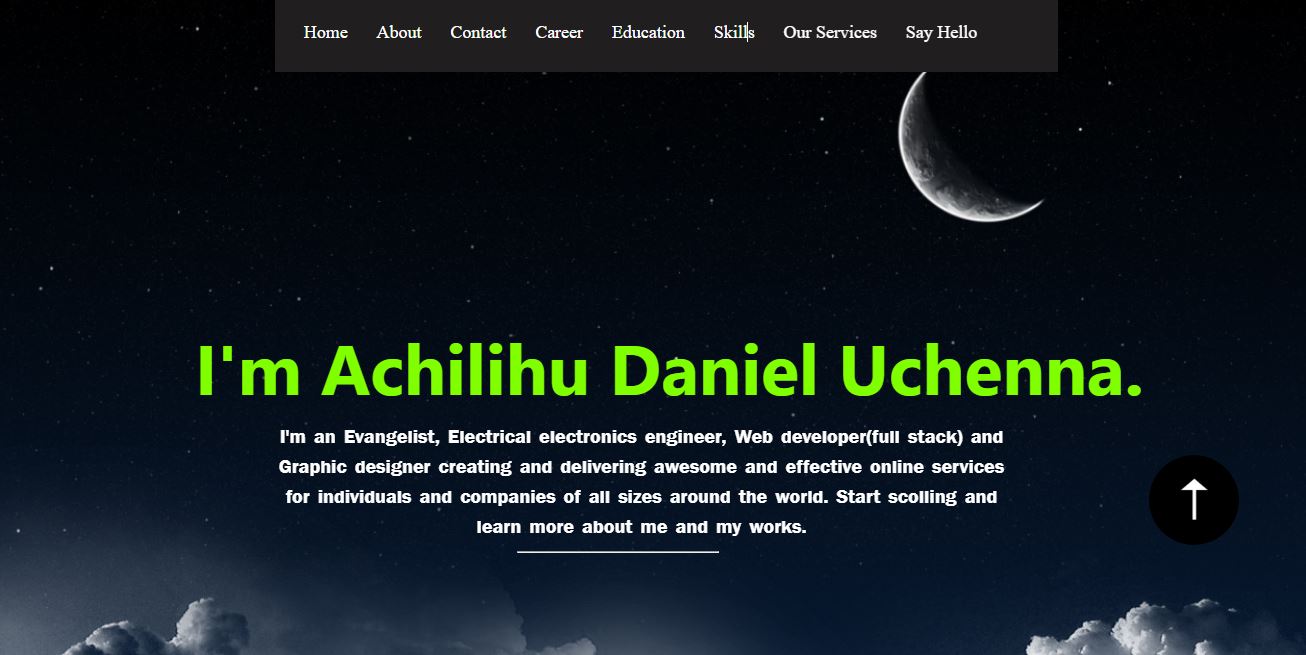 Home About Contact Career Education Skills Our Services Say Hello
I'm Achilihu Daniel Uchenna.
I'm an Evangelist, Electrical electronics engineer, Web developer(full stack) and
Graphic designer creating and delivering awesome and effective online services
for individuals and companies of all sizes around the world. Start scolling and
learn more about me and my works.